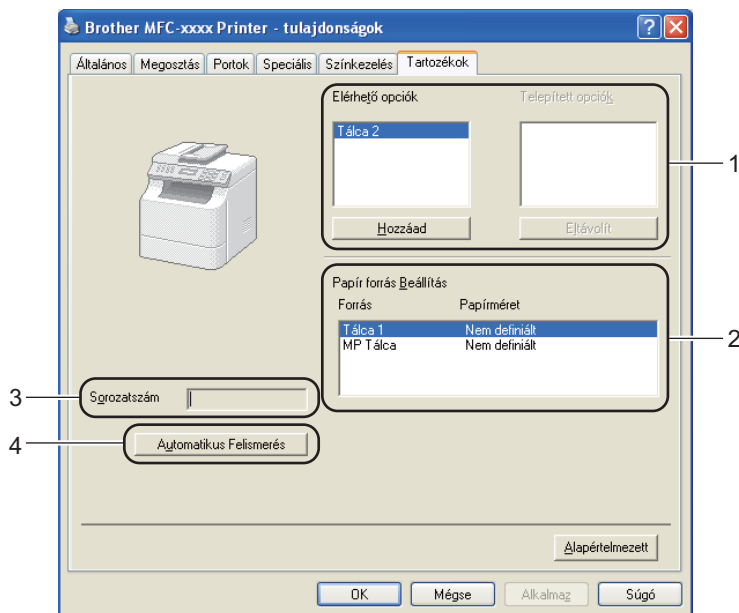 Brother MFC-xxxx Printer - tulajdonságok
Általános Megosztás Portok Speciális Színkezelés Tartozékok
Elérhető opciók Telepített opciók
Tálca 2
1
Hozzáad Eltávolít
Papír forrás Beállítás
Forrás Papírméret
Tálca 1 Nem definiált
MP Tálca Nem definiált
2
3 Sorozatszám
4 Automatikus Felismerés
Alapértelmezett
OK Mégse Alkalmaz Súgó